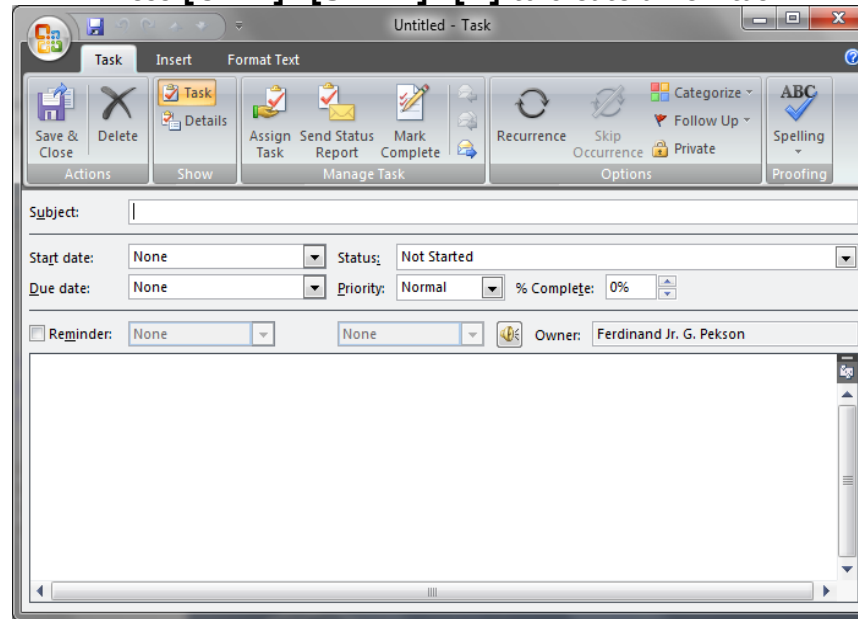 Untitled - Task
Task Insert Format Text
Save & Close
Delete
Task
Details
Assign Task
Send Status Report
Mark Complete
Recurrence
Skip Occurrence
Categorize
Follow Up
Private
ABC
Spelling
Actions Show Manage Task Options Proofing
Subject:
Start date: None Status: Not Started
Due date: None Priority: Normal % Complete: 0%
Reminder: None None Owner: Ferdinand Jr. G. Pekson